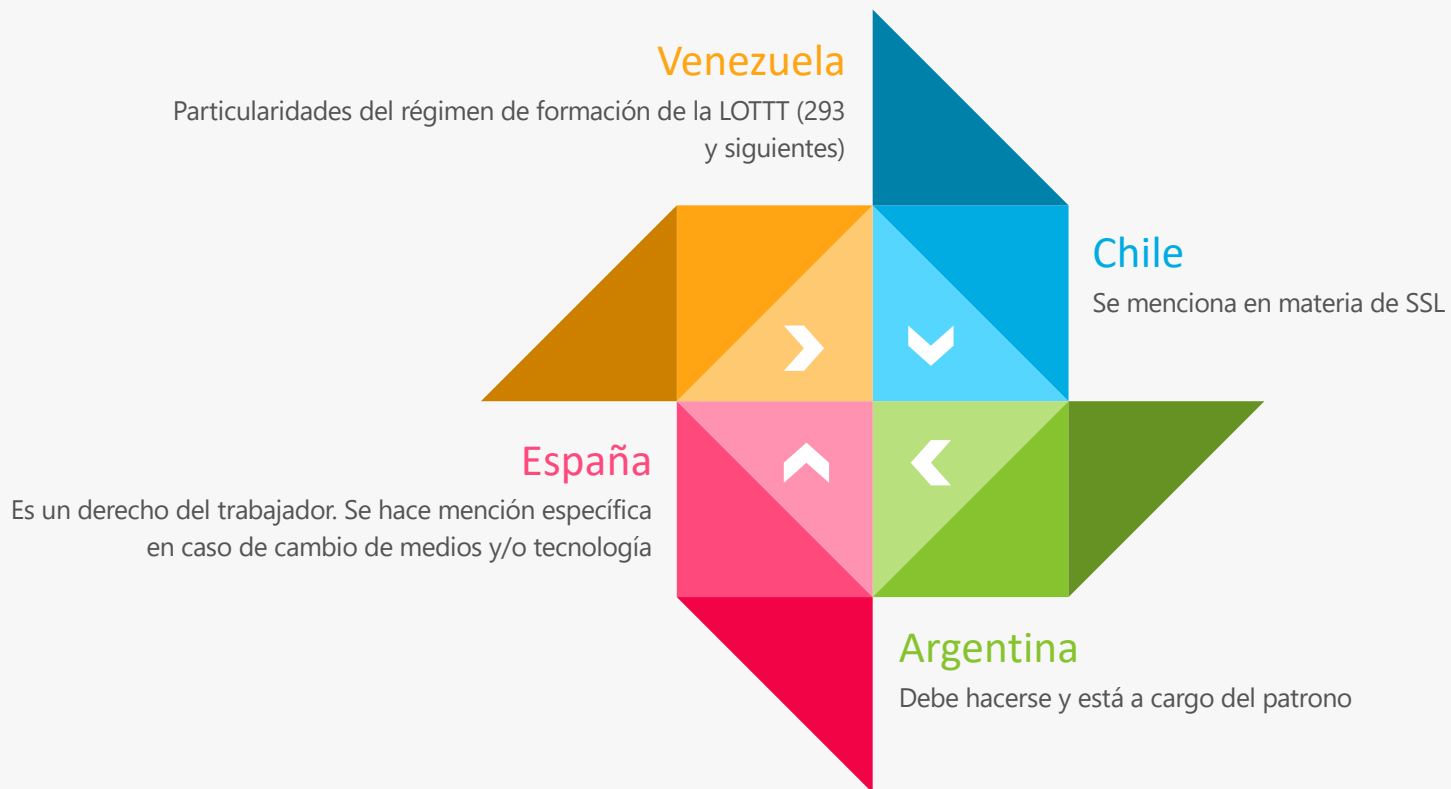 Venezuela
Particularidades del régimen de formación de la LOTTT (293
y siguientes)
Chile
Se menciona en materia de SSL
España
Es un derecho del trabajador. Se hace mención específica
en caso de cambio de medios y/o tecnología
Argentina
Debe hacerse y está a cargo del patrono